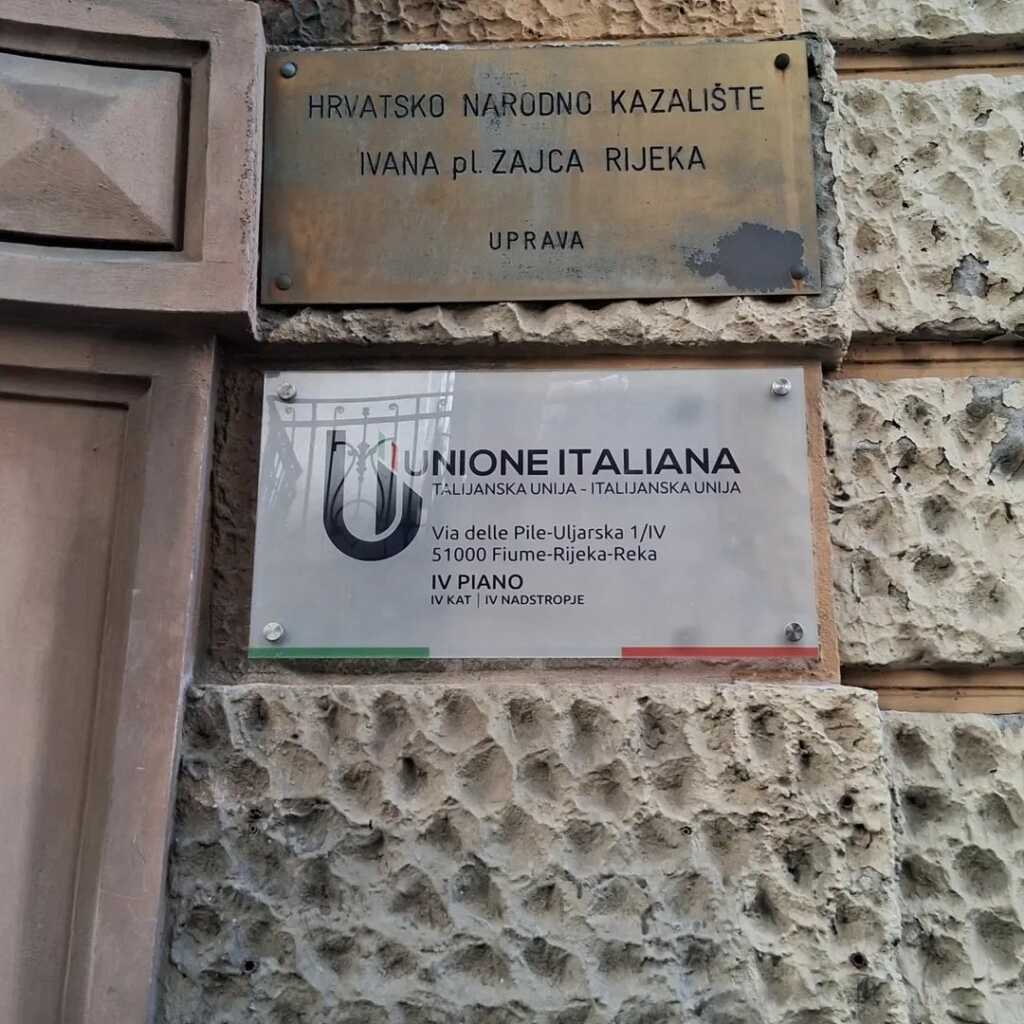 HRVATSKO NARODNO KAZALIŠTE
IVANA pl. ZAJCA RIJEKA
UPRAVA
UNIONE ITALIANA
TALIJANSKA UNIJA - ITALIJANSKA UNIJA
Via delle Pile-Uljarska 1/IV
51000 Fiume-Rijeka-Reka
IV PIANO
IV KAT | IV NADSTROPJE